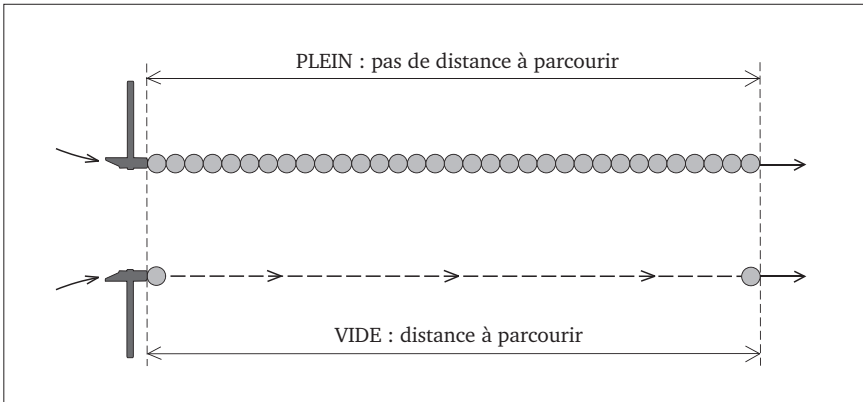 PLEIN : pas de distance à parcourir
VIDE : distance à parcourir